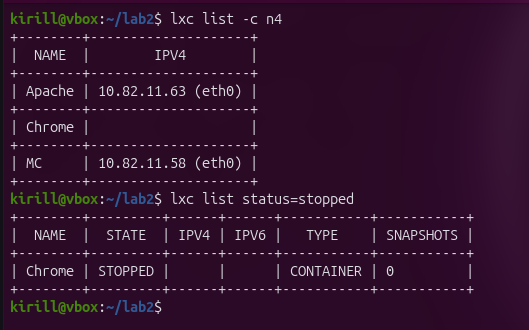 kirill@vbox:~/lab2$ lxc list -c n4
+--------+--------------------+
|  NAME  |        IPV4        |
+--------+--------------------+
| Apache | 10.82.11.63 (eth0) |
+--------+--------------------+
| Chrome |                    |
+--------+--------------------+
| MC     | 10.82.11.58 (eth0) |
+--------+--------------------+
kirill@vbox:~/lab2$ lxc list status=stopped
+--------+---------+------+------+-----------+-----------+
|  NAME  |  STATE  | IPV4 | IPV6 |   TYPE    | SNAPSHOTS |
+--------+---------+------+------+-----------+-----------+
| Chrome | STOPPED |      |      | CONTAINER | 0         |
+--------+---------+------+------+-----------+-----------+
kirill@vbox:~/lab2$